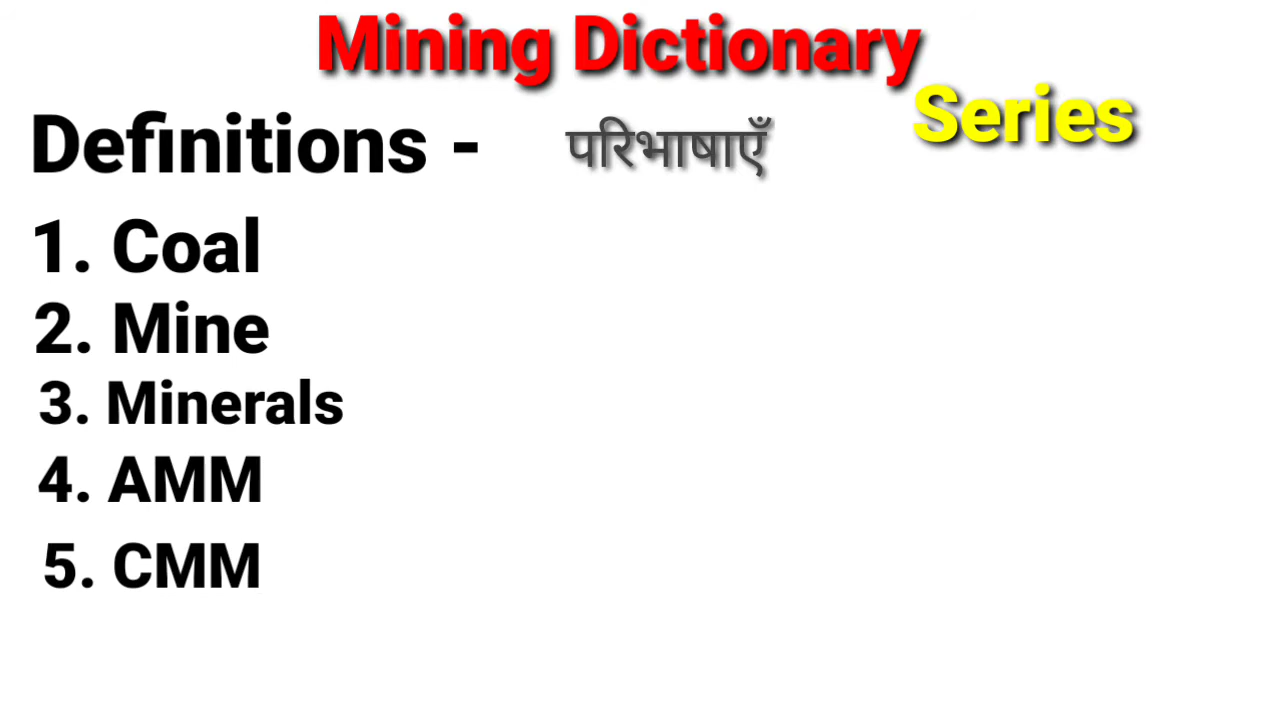 Mining Dictionary
Series
Definitions - परिभाषाएँ
1. Coal
2. Mine
3. Minerals
4. AMM
5. CMM